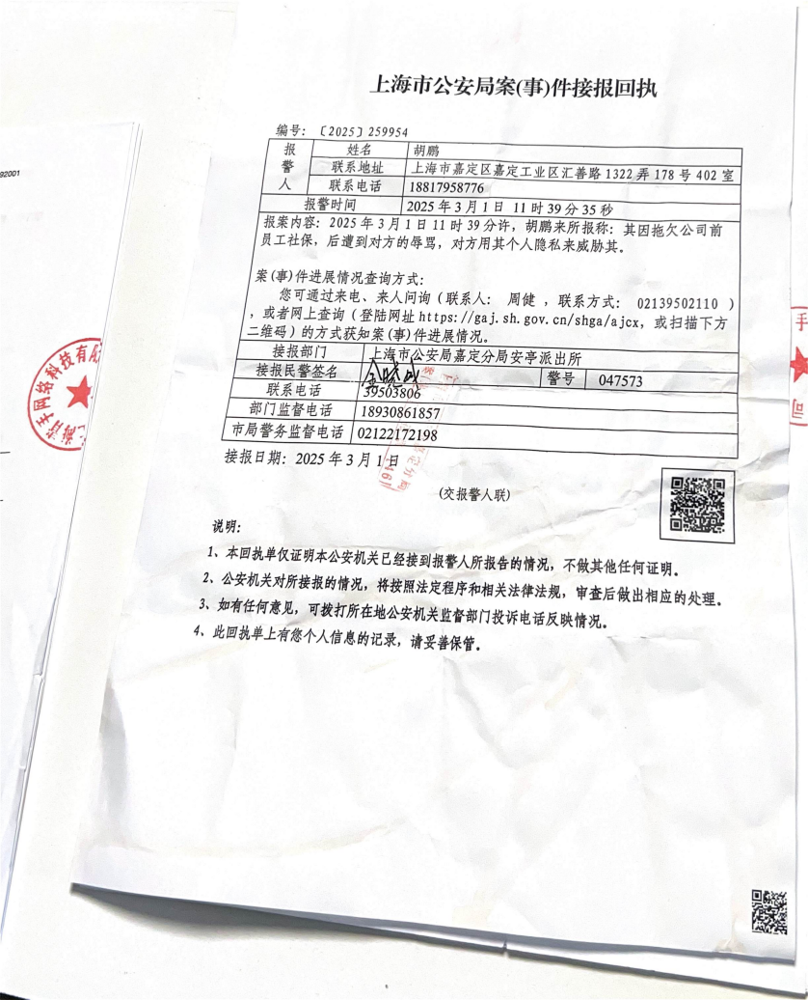 上海市公安局案(事)件接报回执
编号：〔2025〕259954
报警人
姓名 胡鹏
联系地址 上海市嘉定区嘉定工业区汇善路1322弄178号402室
联系电话 18817958776
报警时间 2025年3月1日 11时39分35秒
报案内容：2025年3月1日11时39分许，胡鹏来所报称：其因拖欠公司前
员工社保，后遭到对方的辱骂，对方用其个人隐私来威胁其。
案(事)件进展情况查询方式：
您可通过来电、来人问询（联系人： 周健 ，联系方式： 02139502110 ）
，或者网上查询（登陆网址https://gaj.sh.gov.cn/shga/ajcx，或扫描下方
二维码）的方式获知案(事)件进展情况。
接报部门 上海市公安局嘉定分局安亭派出所
接报民警签名 警号 047573
联系电话 39503806
部门监督电话 18930861857
市局警务监督电话 02122172198
接报日期：2025年3月1日
(交报警人联)
说明：
1、本回执单仅证明本公安机关已经接到报警人所报告的情况，不做其他任何证明。
2、公安机关对所接报的情况，将按照法定程序和相关法律法规，审查后做出相应的处理。
3、如有任何意见，可拨打所在地公安机关监督部门投诉电话反映情况。
4、此回执单上有您个人信息的记录，请妥善保管。
92001
手网络科技有
手
司